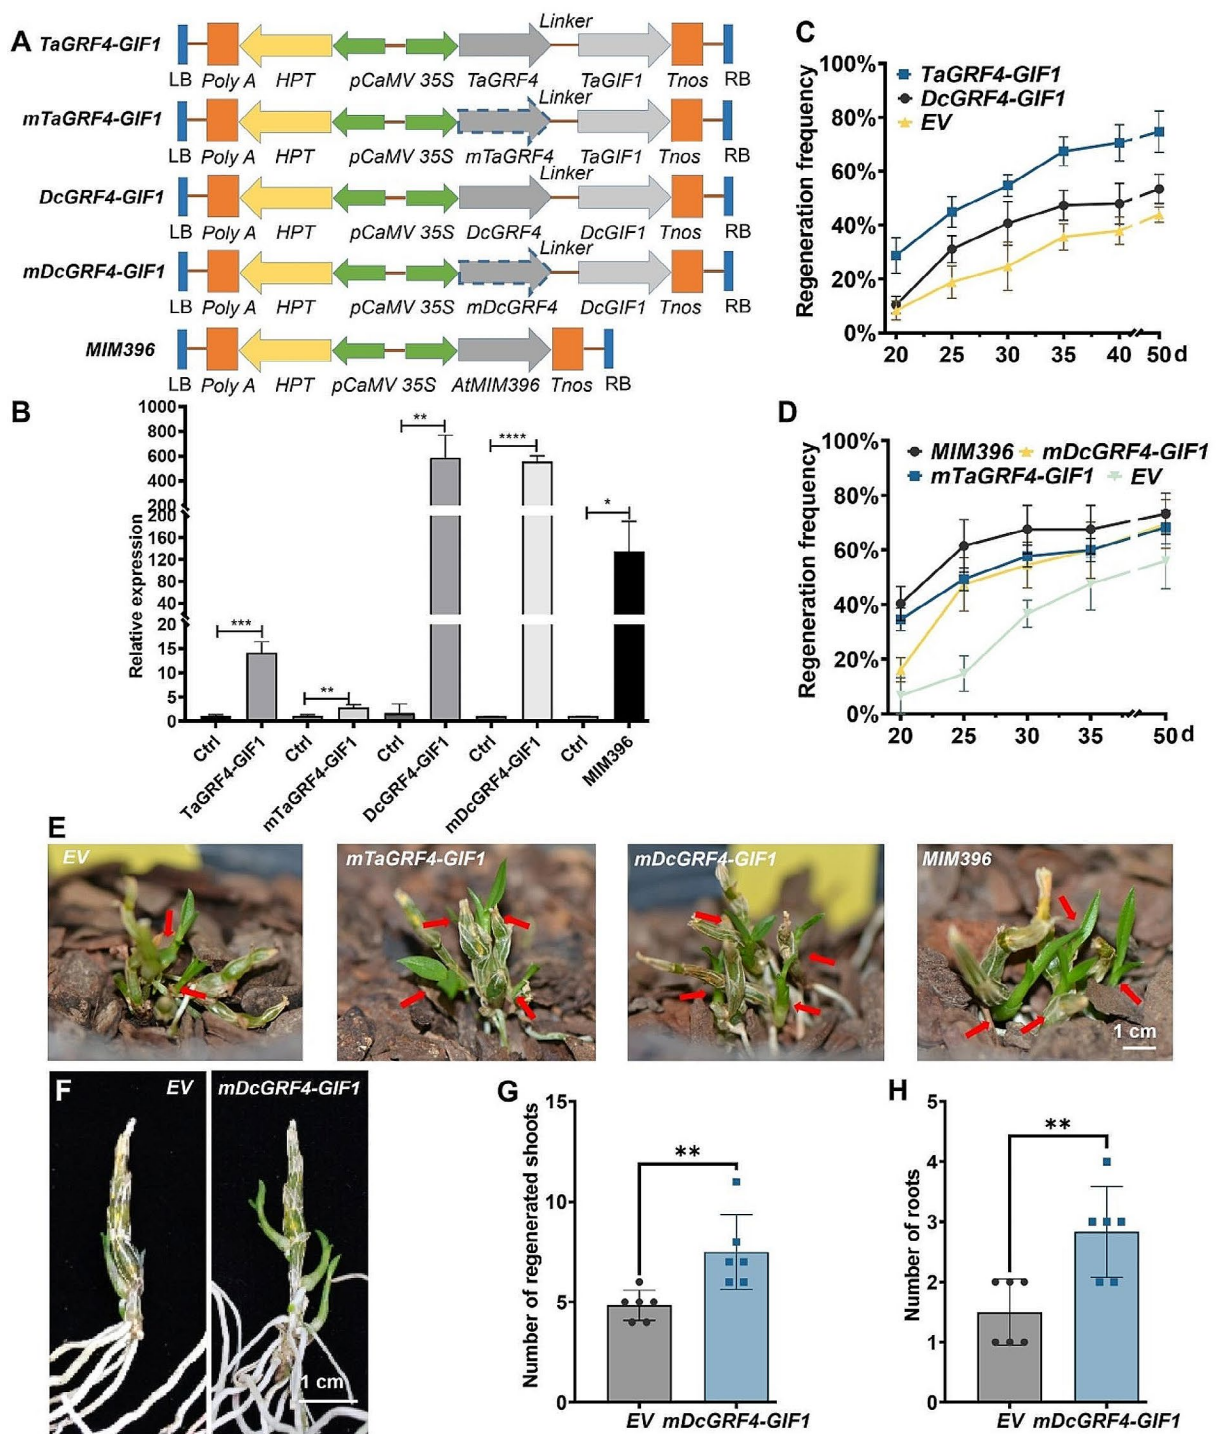 A
TaGRF4-GIF1
Linker
LB Poly A HPT pCaMV 35S TaGRF4 TaGIF1 Tnos RB
mTaGRF4-GIF1
Linker
LB Poly A HPT pCaMV 35S mTaGRF4 TaGIF1 Tnos RB
DcGRF4-GIF1
Linker
LB Poly A HPT pCaMV 35S DcGRF4 DcGIF1 Tnos RB
mDcGRF4-GIF1
Linker
LB Poly A HPT pCaMV 35S mDcGRF4 DcGIF1 Tnos RB
MIM396
LB Poly A HPT pCaMV 35S AtMIM396 Tnos RB
B
Relative expression
1000
800
600
400
200
200
160
120
80
40
20
15
10
5
0
***
**
**
****
*
Ctrl
TaGRF4-GIF1
Ctrl
mTaGRF4-GIF1
Ctrl
DcGRF4-GIF1
Ctrl
mDcGRF4-GIF1
Ctrl
MIM396
C
Regeneration frequency
100%
80%
60%
40%
20%
0%
TaGRF4-GIF1
DcGRF4-GIF1
EV
20 25 30 35 40 50 d
D
Regeneration frequency
100%
80%
60%
40%
20%
0%
MIM396 mDcGRF4-GIF1
mTaGRF4-GIF1 EV
20 25 30 35 50 d
E
EV
mTaGRF4-GIF1
mDcGRF4-GIF1
MIM396
1 cm
F
EV
mDcGRF4-GIF1
1 cm
G
Number of regenerated shoots
15
10
5
0
**
EV mDcGRF4-GIF1
H
Number of roots
5
4
3
2
1
0
**
EV mDcGRF4-GIF1